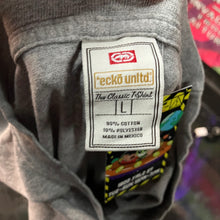 *ecko unltd.*
The Classic T-Shirt
L
90% COTTON
10% POLYESTER
MADE IN MEXICO